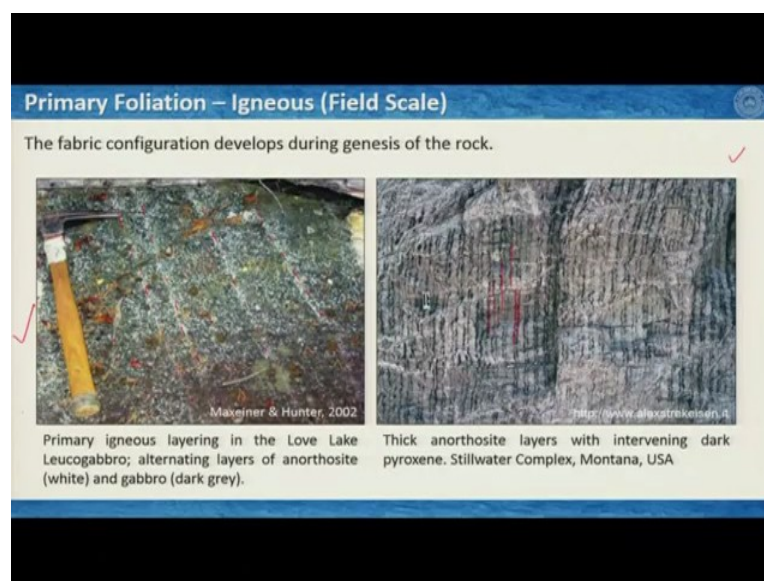 Primary Foliation – Igneous (Field Scale)
The fabric configuration develops during genesis of the rock.
Maxeiner & Hunter, 2002
http://www.alexstrekeisen.it
Primary igneous layering in the Love Lake
Leucogabbro; alternating layers of anorthosite
(white) and gabbro (dark grey).
Thick anorthosite layers with intervening dark
pyroxene. Stillwater Complex, Montana, USA